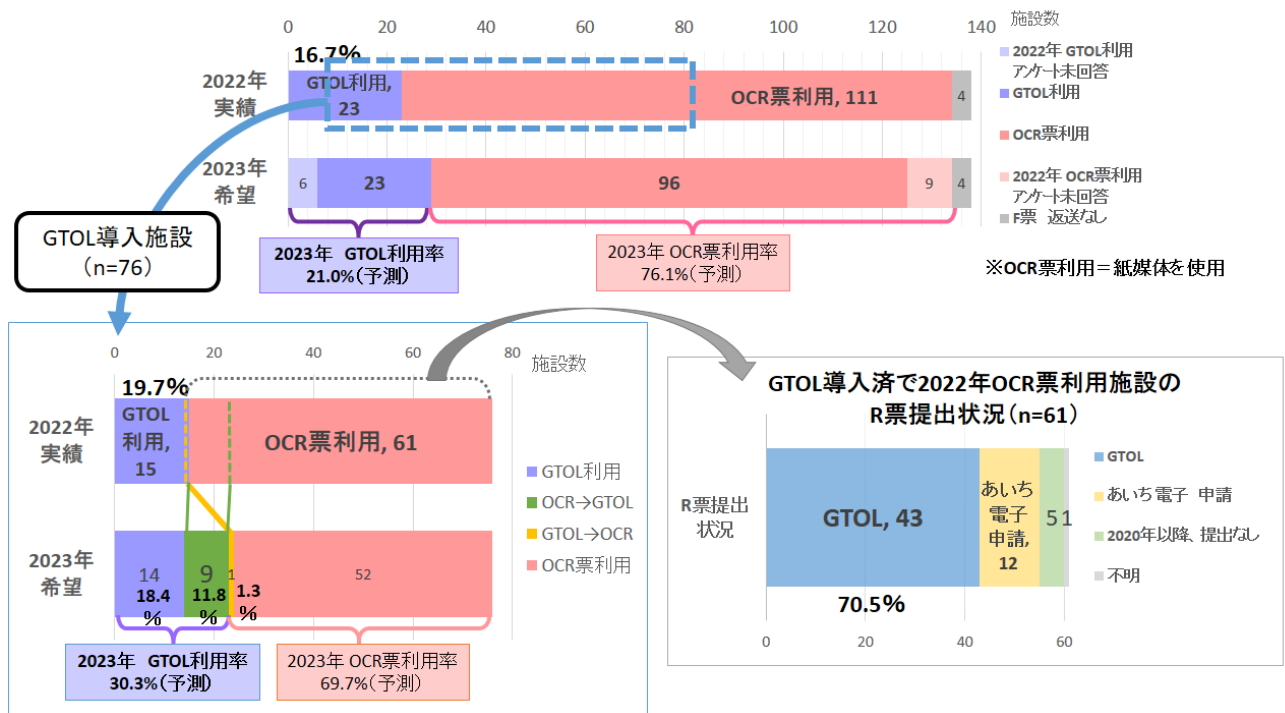 0 20 40 60 80 100 120 140 施設数
16.7%
2022年
実績
GTOL利用,
23
OCR票利用, 111
4
2023年
希望
6
23
96
9
4
2022年 GTOL利用
アンケート未回答
GTOL利用
OCR票利用
2022年 OCR票利用
アンケート未回答
F票 返送なし
GTOL導入施設
(n=76)
2023年 GTOL利用率
21.0%(予測)
2023年 OCR票利用率
76.1%(予測)
※OCR票利用=紙媒体を使用
0 20 40 60 80 施設数
19.7%
2022年
実績
GTOL
利用,
15
OCR票利用, 61
2023年
希望
14
18.4
%
9
11.8
%
1
1.3
%
52
GTOL利用
OCR→GTOL
GTOL→OCR
OCR票利用
2023年 GTOL利用率
30.3%(予測)
2023年 OCR票利用率
69.7%(予測)
GTOL導入済で2022年OCR票利用施設の
R票提出状況(n=61)
R票提出
状況
GTOL, 43
あいち
電子
申請,
12
5
1
70.5%
0 20 40 60
GTOL
あいち電子 申請
2020年以降、提出なし
不明